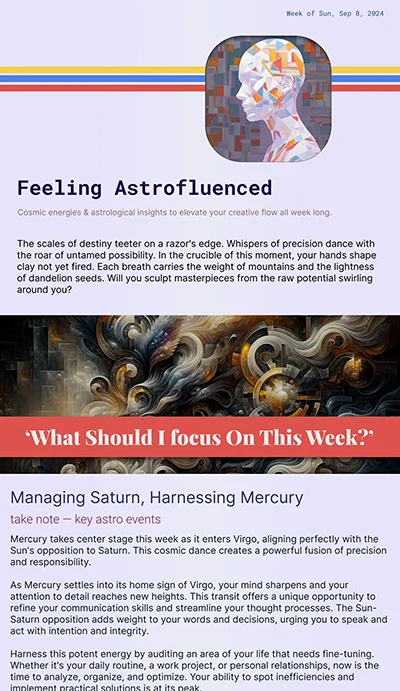 Week of Sun, Sep 8, 2024
Feeling Astrofluenced
Cosmic energies & astrological insights to elevate your creative flow all week long.
The scales of destiny teeter on a razor's edge. Whispers of precision dance with
the roar of untamed possibility. In the crucible of this moment, your hands shape
clay not yet fired. Each breath carries the weight of mountains and the lightness
of dandelion seeds. Will you sculpt masterpieces from the raw potential swirling
around you?
‘What Should I focus On This Week?’
Managing Saturn, Harnessing Mercury
take note — key astro events
Mercury takes center stage this week as it enters Virgo, aligning perfectly with the
Sun's opposition to Saturn. This cosmic dance creates a powerful fusion of precision
and responsibility.
As Mercury settles into its home sign of Virgo, your mind sharpens and your
attention to detail reaches new heights. This transit offers a unique opportunity to
refine your communication skills and streamline your thought processes. The Sun-
Saturn opposition adds weight to your words and decisions, urging you to speak and
act with intention and integrity.
Harness this potent energy by auditing an area of your life that needs fine-tuning.
Whether it's your daily routine, a work project, or personal relationships, now is the
time to analyze, organize, and optimize. Your ability to spot inefficiencies and
implement practical solutions is at its peak.